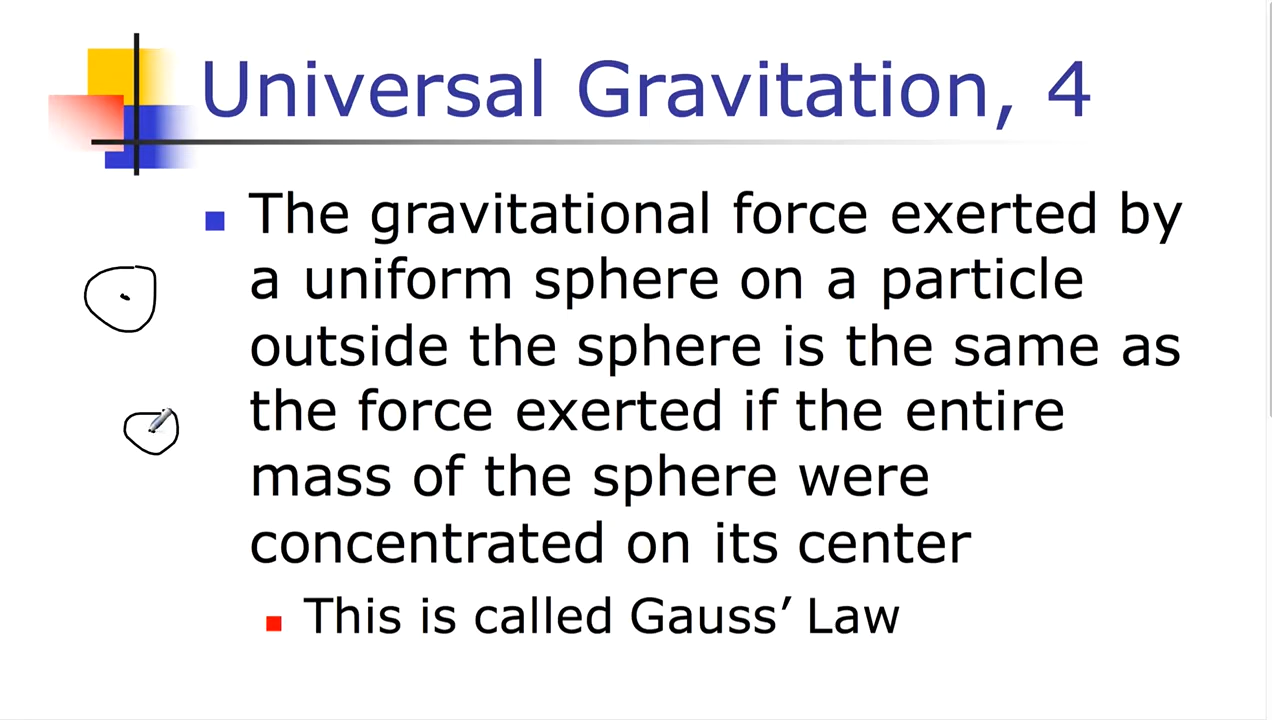 Universal Gravitation, 4
The gravitational force exerted by
a uniform sphere on a particle
outside the sphere is the same as
the force exerted if the entire
mass of the sphere were
concentrated on its center
This is called Gauss’ Law